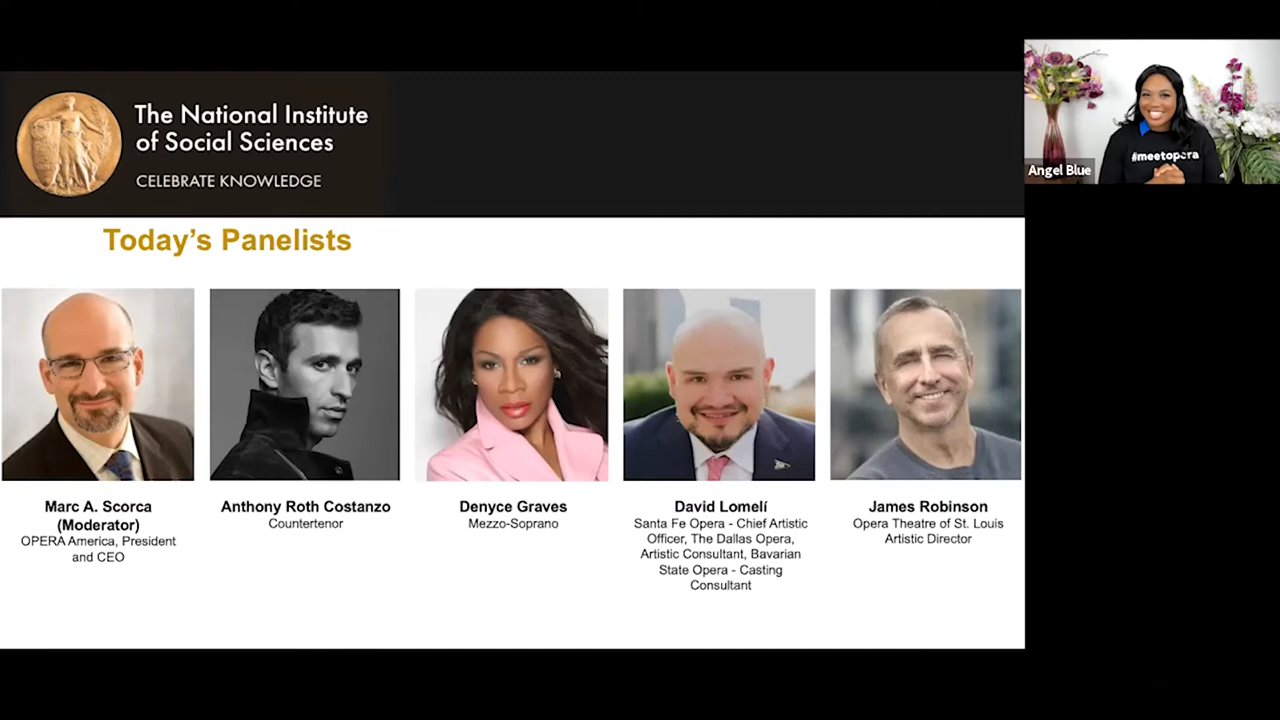 The National Institute
of Social Sciences
CELEBRATE KNOWLEDGE
Angel Blue
#meetopera
Today's Panelists
Marc A. Scorca
(Moderator)
OPERA America, President
and CEO
Anthony Roth Costanzo
Countertenor
Denyce Graves
Mezzo-Soprano
David Lomelí
Santa Fe Opera - Chief Artistic
Officer, The Dallas Opera,
Artistic Consultant, Bavarian
State Opera - Casting
Consultant
James Robinson
Opera Theatre of St. Louis
Artistic Director